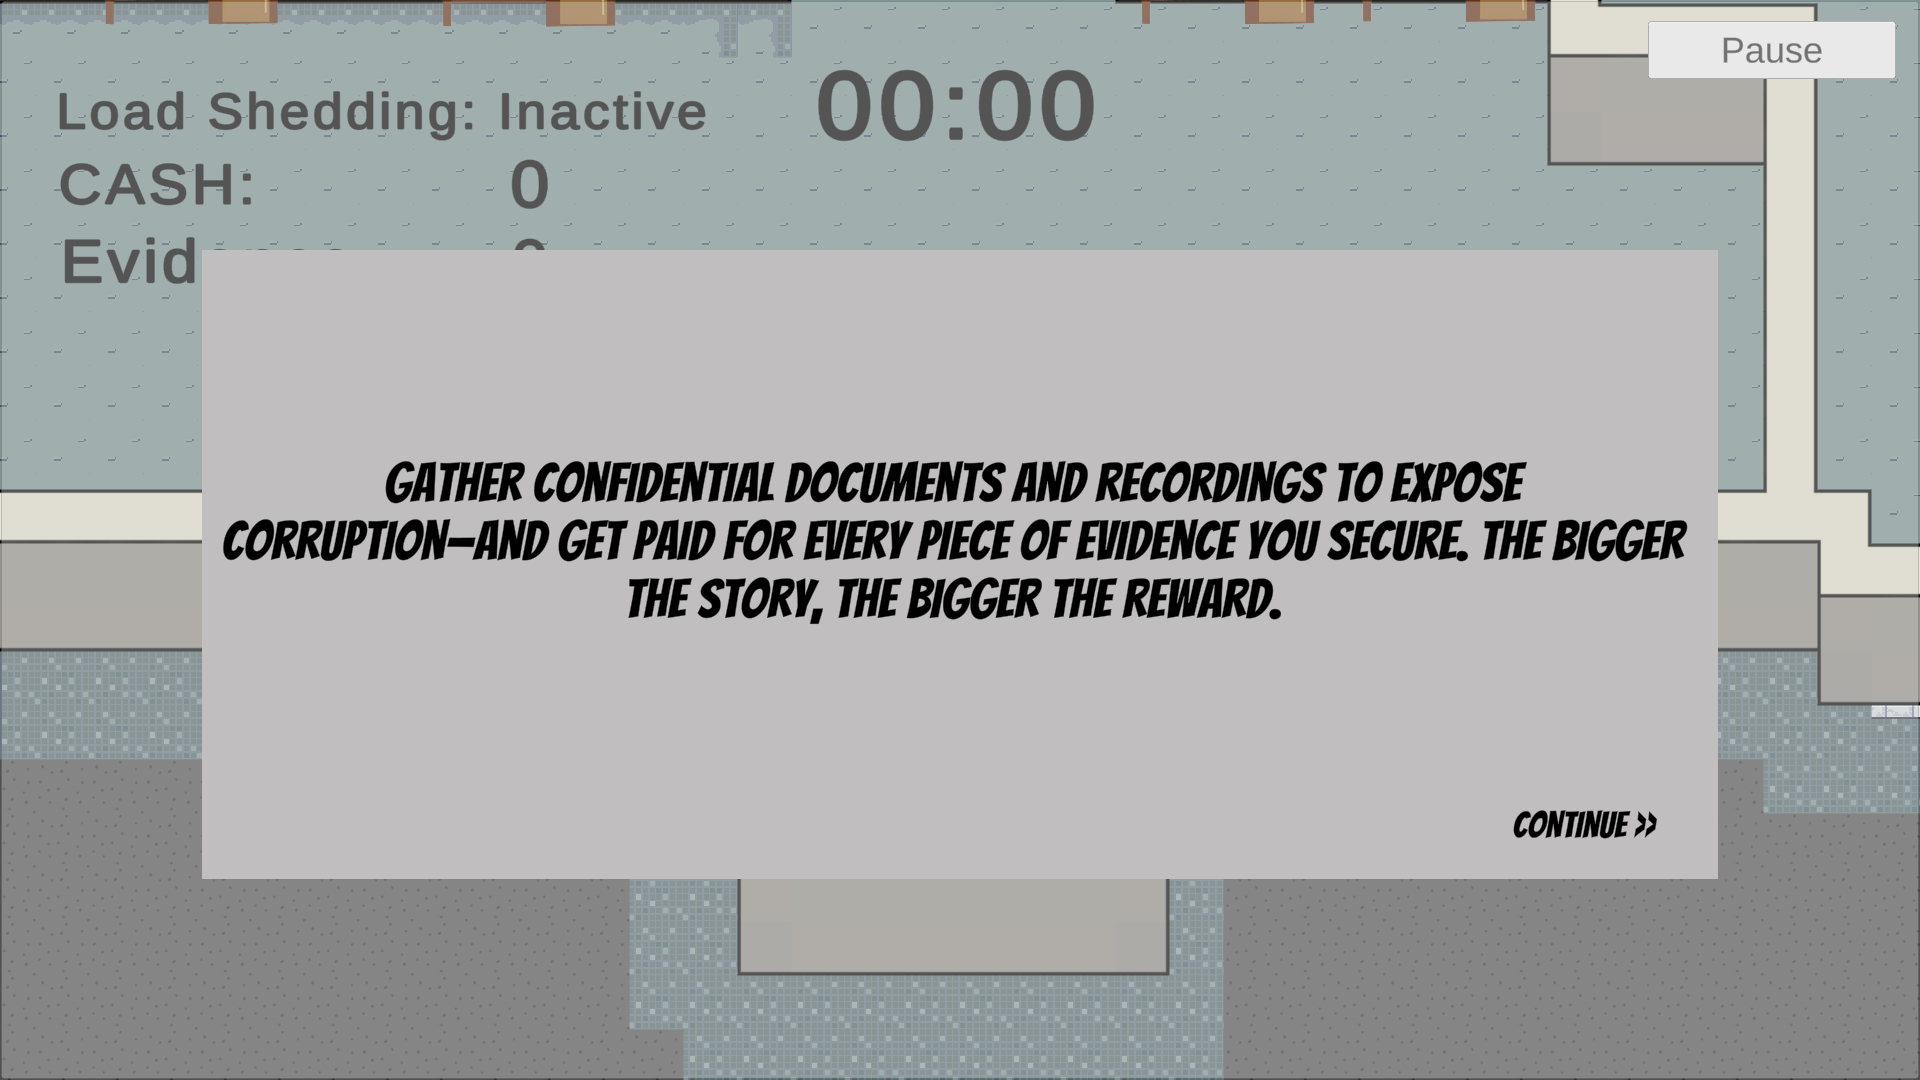 Pause
Load Shedding: Inactive 00:00
CASH: 0
Evid
GATHER CONFIDENTIAL DOCUMENTS AND RECORDINGS TO EXPOSE
CORRUPTION—AND GET PAID FOR EVERY PIECE OF EVIDENCE YOU SECURE. THE BIGGER
THE STORY, THE BIGGER THE REWARD.
CONTINUE >>